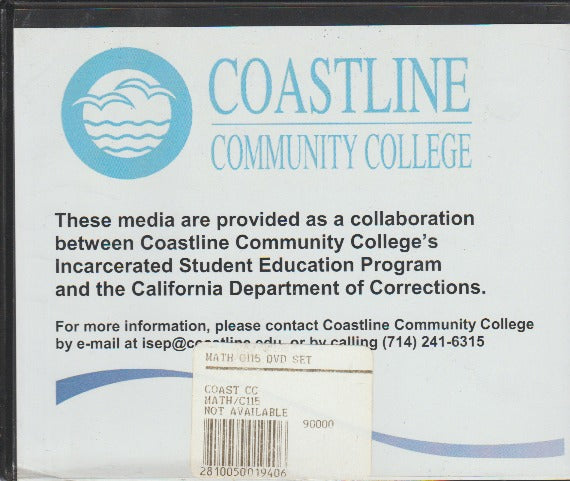 COASTLINE
COMMUNITY COLLEGE
These media are provided as a collaboration
between Coastline Community College's
Incarcerated Student Education Program
and the California Department of Corrections.
For more information, please contact Coastline Community College
by e-mail at isep@coastline.edu, or by calling (714) 241-6315
MATH C115 DVD SET
COAST CC
MATH/C115
NOT AVAILABLE
90000
2810050019406